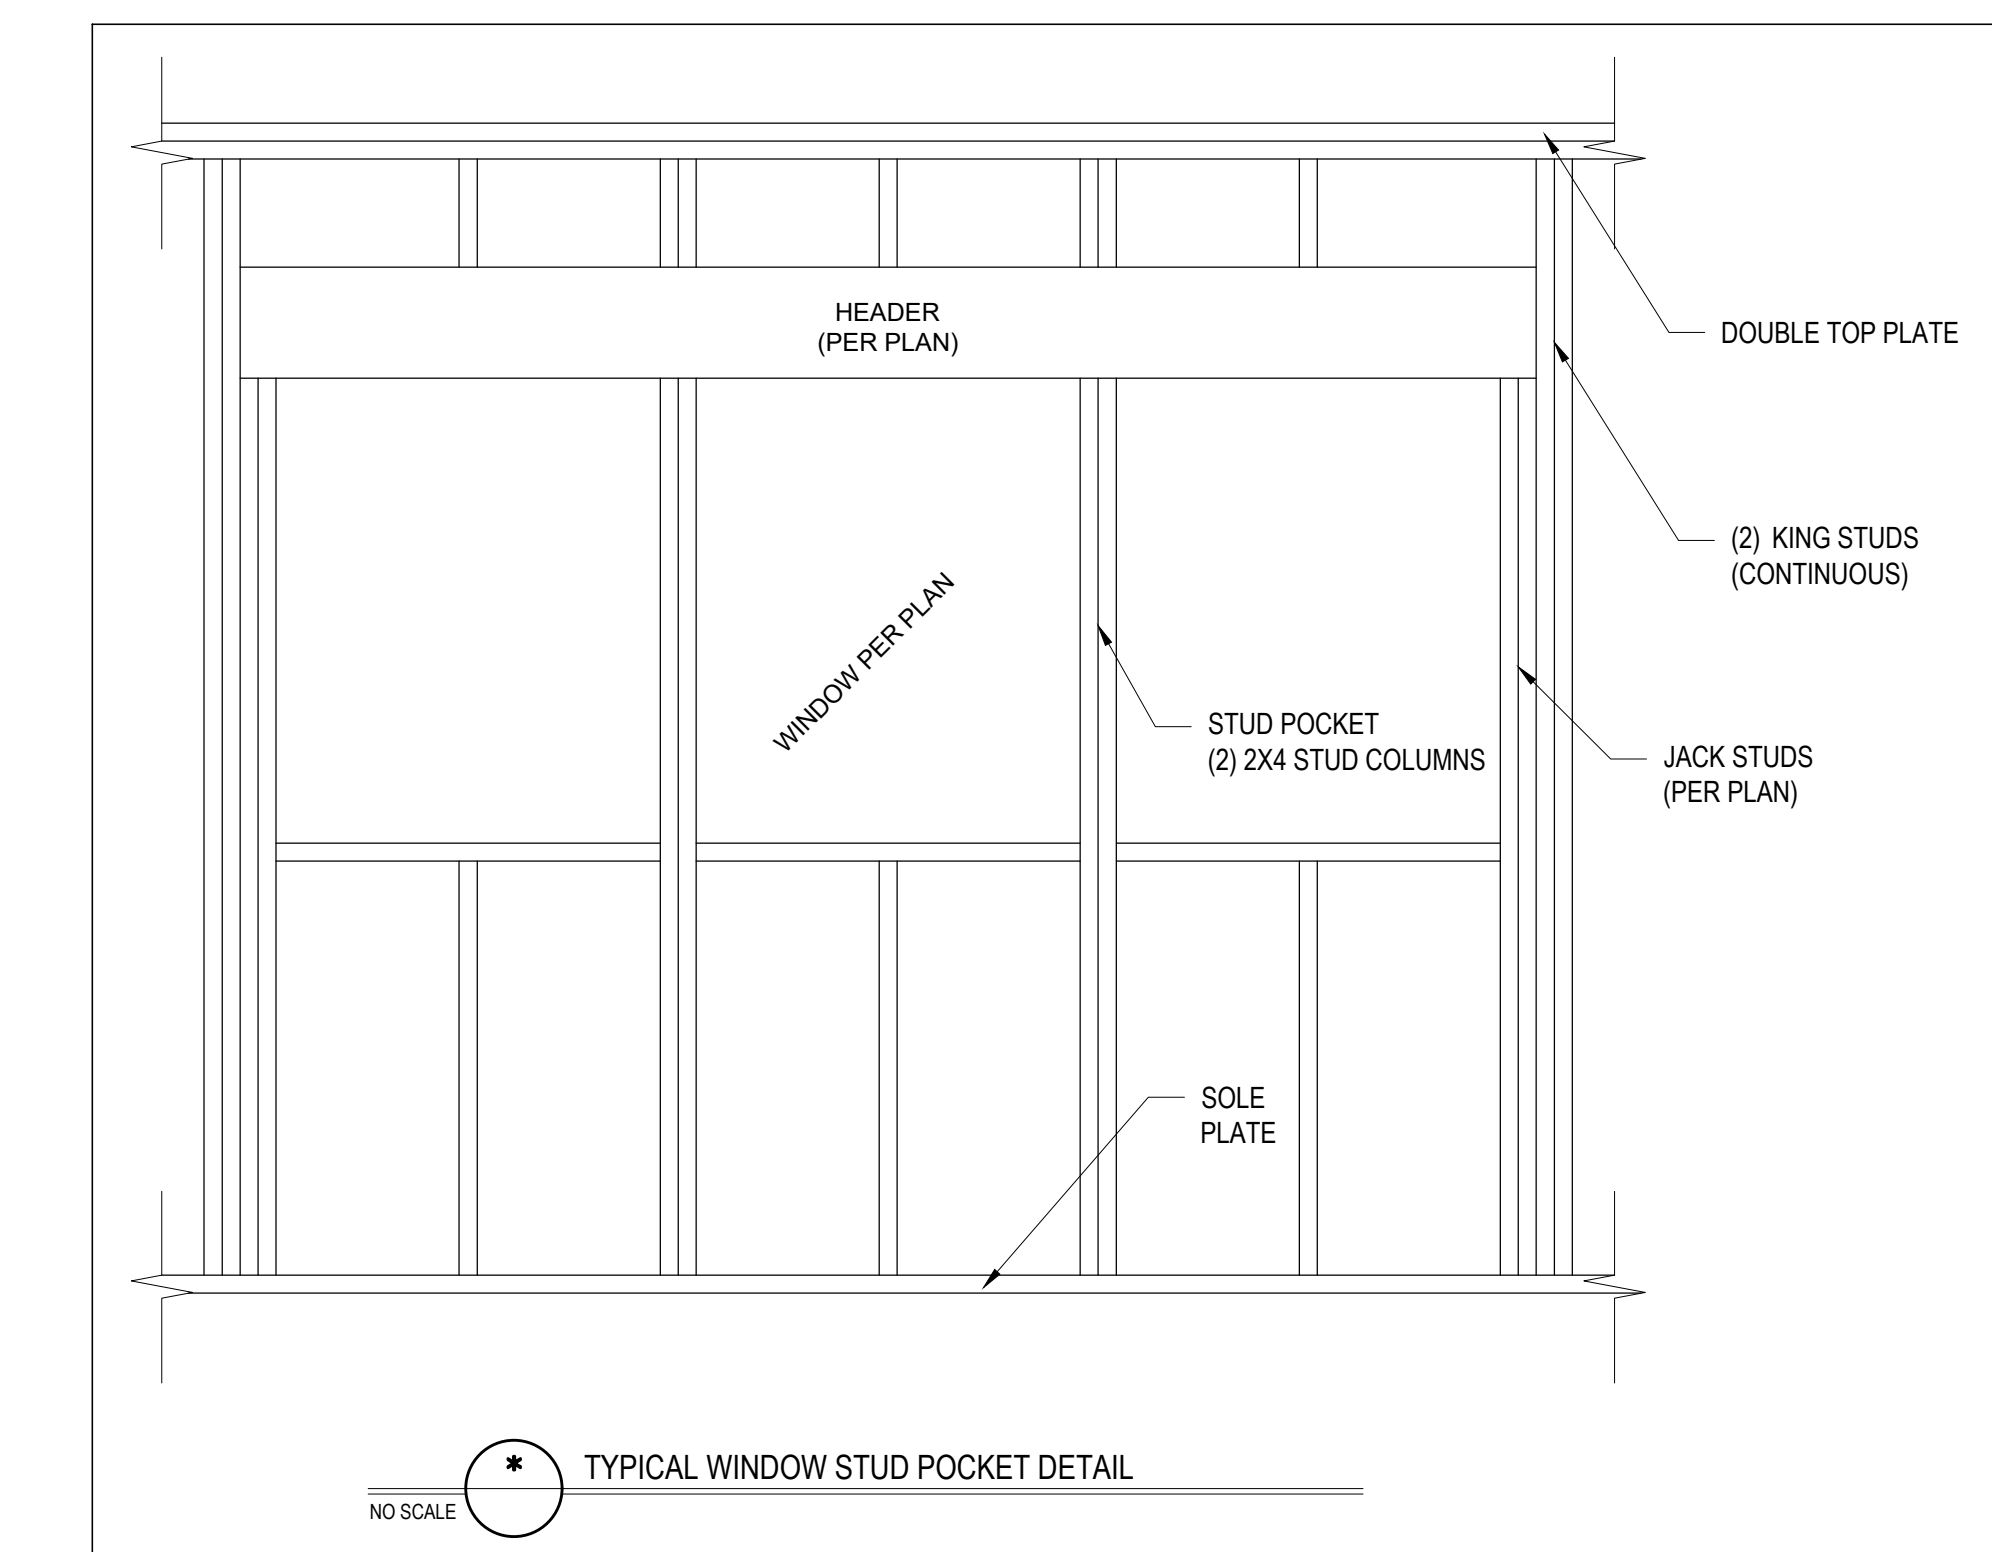 HEADER
(PER PLAN)
DOUBLE TOP PLATE
(2) KING STUDS
(CONTINUOUS)
WINDOW PER PLAN
STUD POCKET
(2) 2X4 STUD COLUMNS
JACK STUDS
(PER PLAN)
SOLE
PLATE
*
TYPICAL WINDOW STUD POCKET DETAIL
NO SCALE